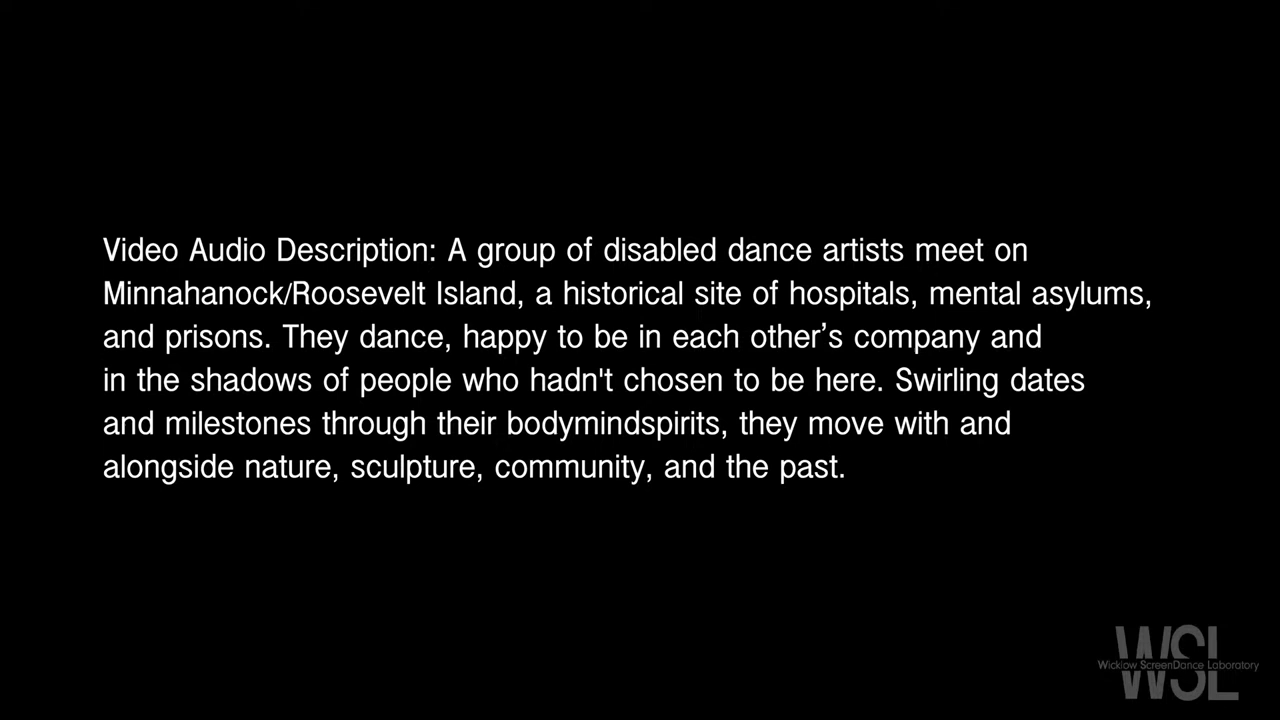 Video Audio Description: A group of disabled dance artists meet on
Minnahanock/Roosevelt Island, a historical site of hospitals, mental asylums,
and prisons. They dance, happy to be in each other’s company and
in the shadows of people who hadn't chosen to be here. Swirling dates
and milestones through their bodymindspirits, they move with and
alongside nature, sculpture, community, and the past.
WSL
Wicklow ScreenDance Laboratory